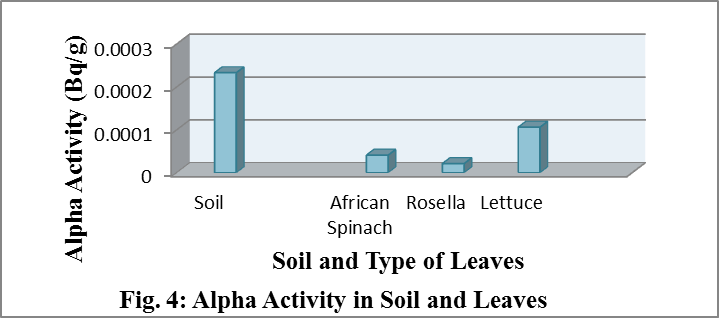 Alpha Activity (Bq/g)
0.0003
0.0002
0.0001
0
Soil
African Spinach
Rosella
Lettuce
Soil and Type of Leaves
Fig. 4: Alpha Activity in Soil and Leaves